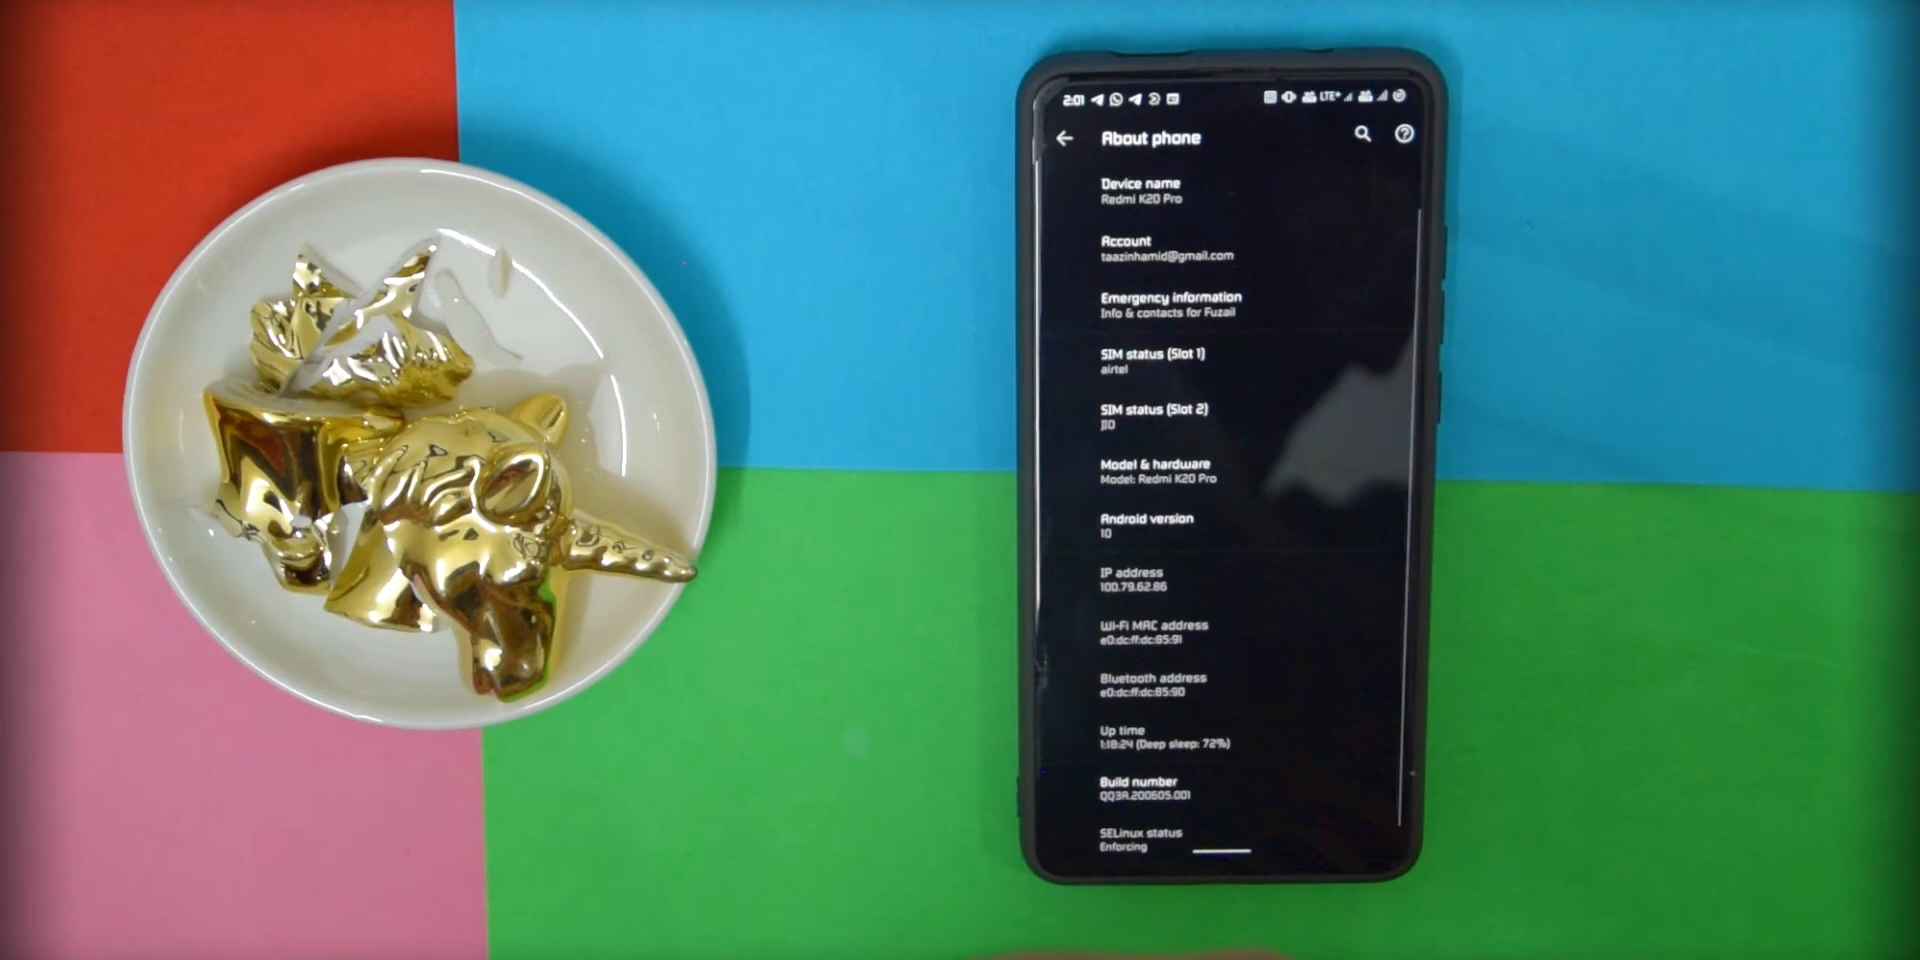 2:01
LTE+
About phone
Device name
Redmi K20 Pro
Account
taazinhamid@gmail.com
Emergency information
Info & contacts for Fuzail
SIM status (Slot 1)
airtel
SIM status (Slot 2)
JIO
Model & hardware
Model: Redmi K20 Pro
Android version
10
IP address
100.79.62.86
Wi-Fi MAC address
e0:dc:ff:dc:85:91
Bluetooth address
e0:dc:ff:dc:85:90
Up time
1:18:24 (Deep sleep: 72%)
Build number
QQ3A.200605.001
SELinux status
Enforcing